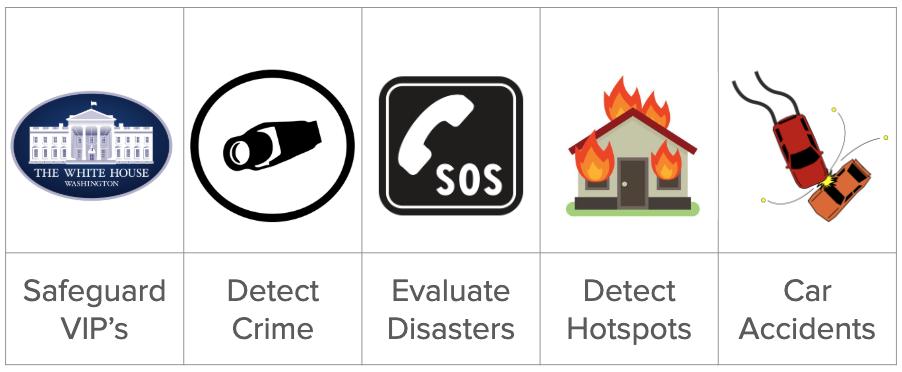 THE WHITE HOUSE
WASHINGTON
SOS
Safeguard
VIP’s
Detect
Crime
Evaluate
Disasters
Detect
Hotspots
Car
Accidents